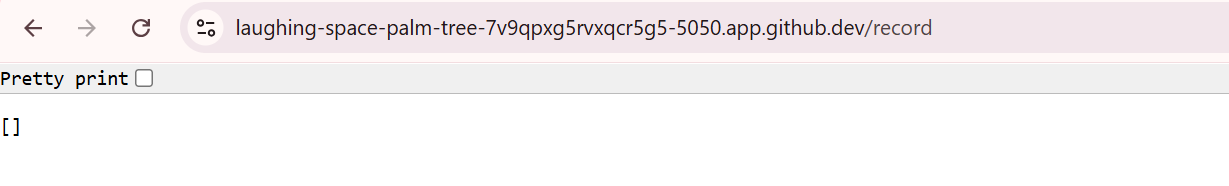 laughing-space-palm-tree-7v9qpxg5rvxqcr5g5-5050.app.github.dev/record
Pretty print
[]